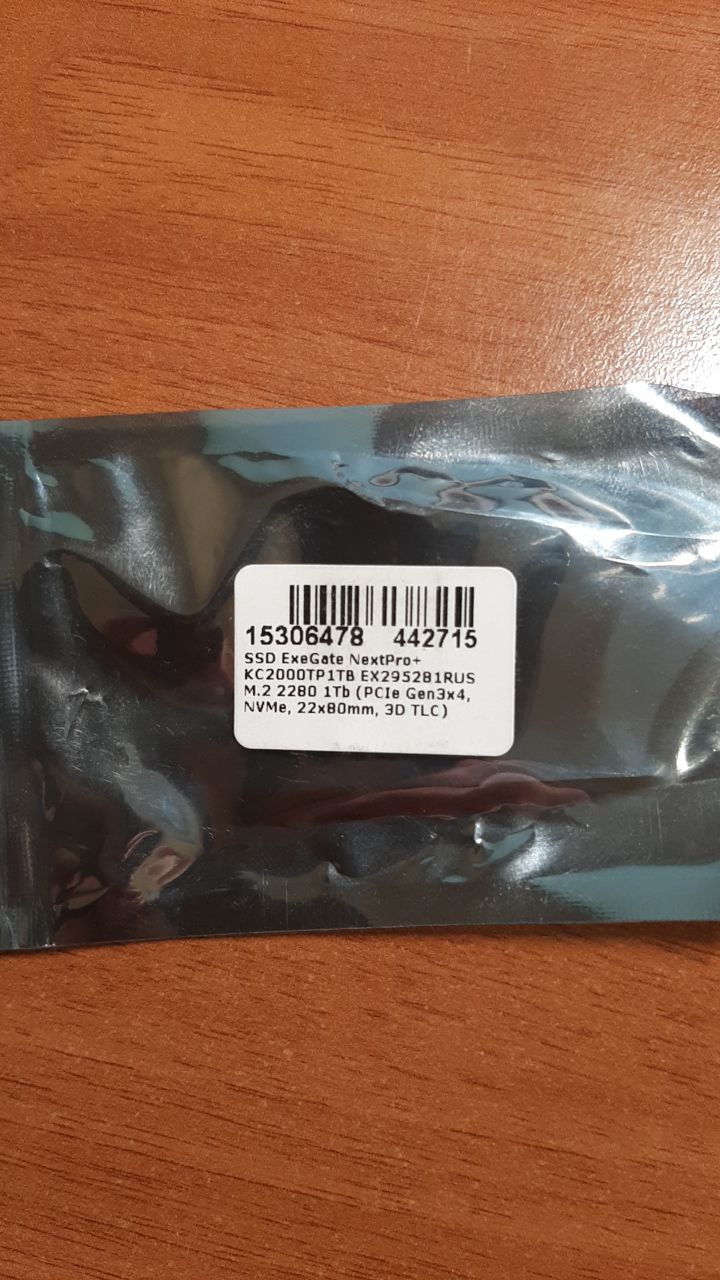 15306478 442715
SSD ExeGate NextPro+
KC2000TP1TB EX295281RUS
M.2 2280 1Tb (PCIe Gen3x4,
NVMe, 22x80mm, 3D TLC)